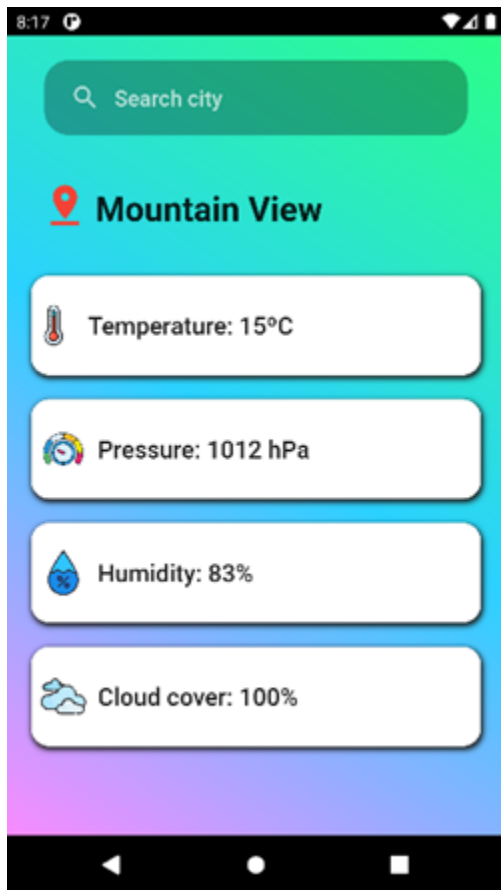 8:17
Search city
Mountain View
Temperature: 15ºC
Pressure: 1012 hPa
%
Humidity: 83%
Cloud cover: 100%